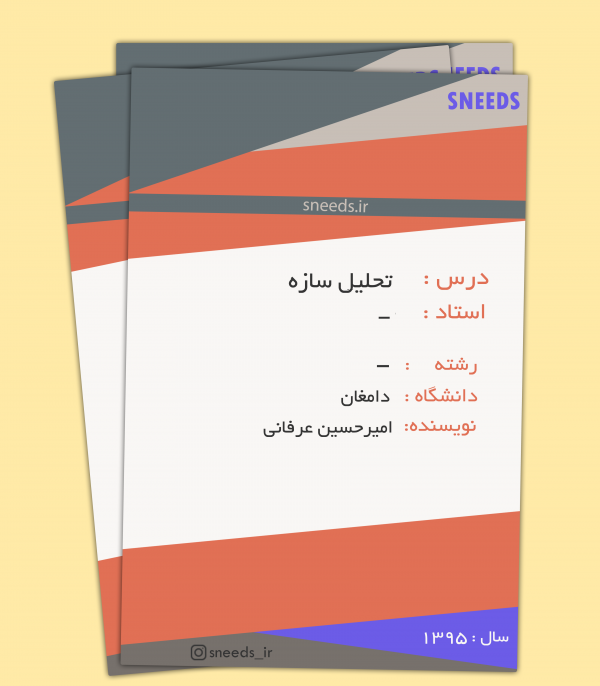 SNEEDS
sneeds.ir
درس : تحلیل سازه
استاد : _
رشته : _
دانشگاه : دامغان
نویسنده: امیرحسین عرفانی
سال : ۱۳۹۵
sneeds_ir